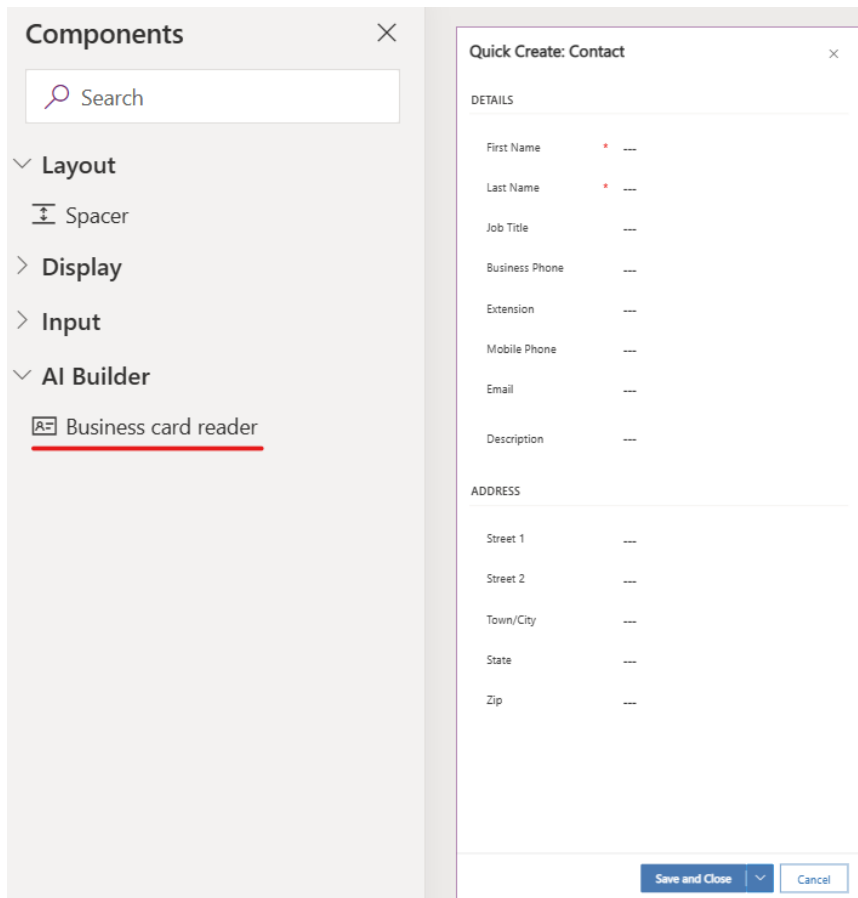 Components
Search
Layout
Spacer
Display
Input
AI Builder
Business card reader
Quick Create: Contact
DETAILS
First Name * ---
Last Name * ---
Job Title ---
Business Phone ---
Extension ---
Mobile Phone ---
Email ---
Description ---
ADDRESS
Street 1 ---
Street 2 ---
Town/City ---
State ---
Zip ---
Save and Close
Cancel